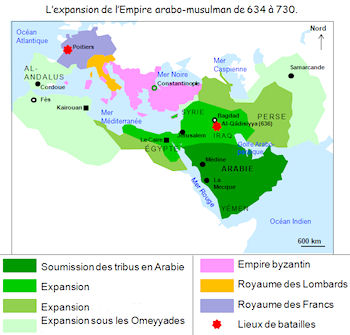 L'expansion de l'Empire arabo-musulman de 634 à 730.
Nord
Océan
Atlantique
Poitiers
AL-
ANDALUS
Cordoue
Fès
Kairouan
Mer
Méditerranée
Mer Noire
Constantinople
Mer
Caspienne
Samarcande
SYRIE
Bagdad
Al-Qâdisiyya (636)
IRAQ
PERSE
Jérusalem
Le Caire
ÉGYPTE
Golfe Arabo-
Médine
ARABIE
La
Mecque
Mer Rouge
YÉMEN
Océan Indien
600 km
Soumission des tribus en Arabie
Expansion
Expansion
Expansion sous les Omeyyades
Empire byzantin
Royaume des Lombards
Royaume des Francs
Lieux de batailles